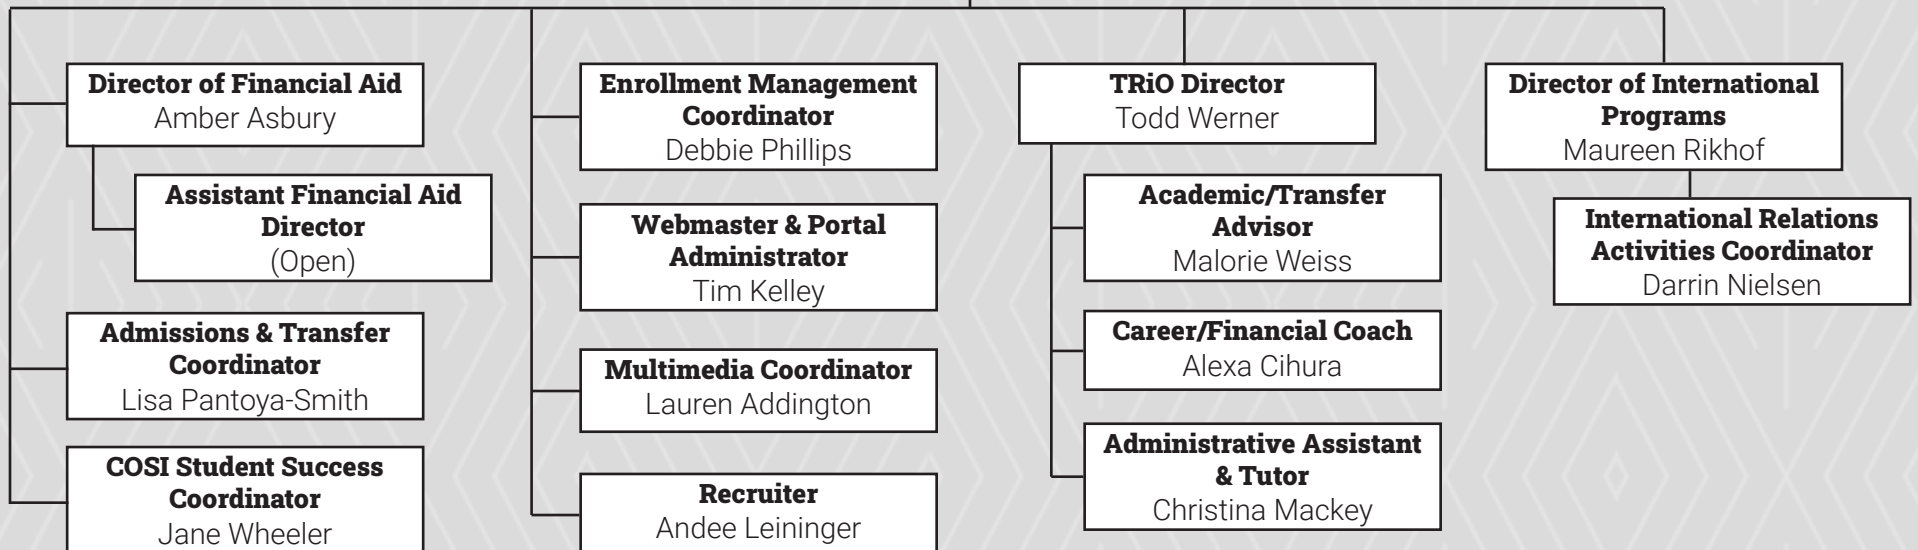 Director of Financial Aid
Amber Asbury
Assistant Financial Aid
Director
(Open)
Admissions & Transfer
Coordinator
Lisa Pantoya-Smith
COSI Student Success
Coordinator
Jane Wheeler
Enrollment Management
Coordinator
Debbie Phillips
Webmaster & Portal
Administrator
Tim Kelley
Multimedia Coordinator
Lauren Addington
Recruiter
Andee Leininger
TRiO Director
Todd Werner
Academic/Transfer
Advisor
Malorie Weiss
Career/Financial Coach
Alexa Cihura
Administrative Assistant
& Tutor
Christina Mackey
Director of International
Programs
Maureen Rikhof
International Relations
Activities Coordinator
Darrin Nielsen